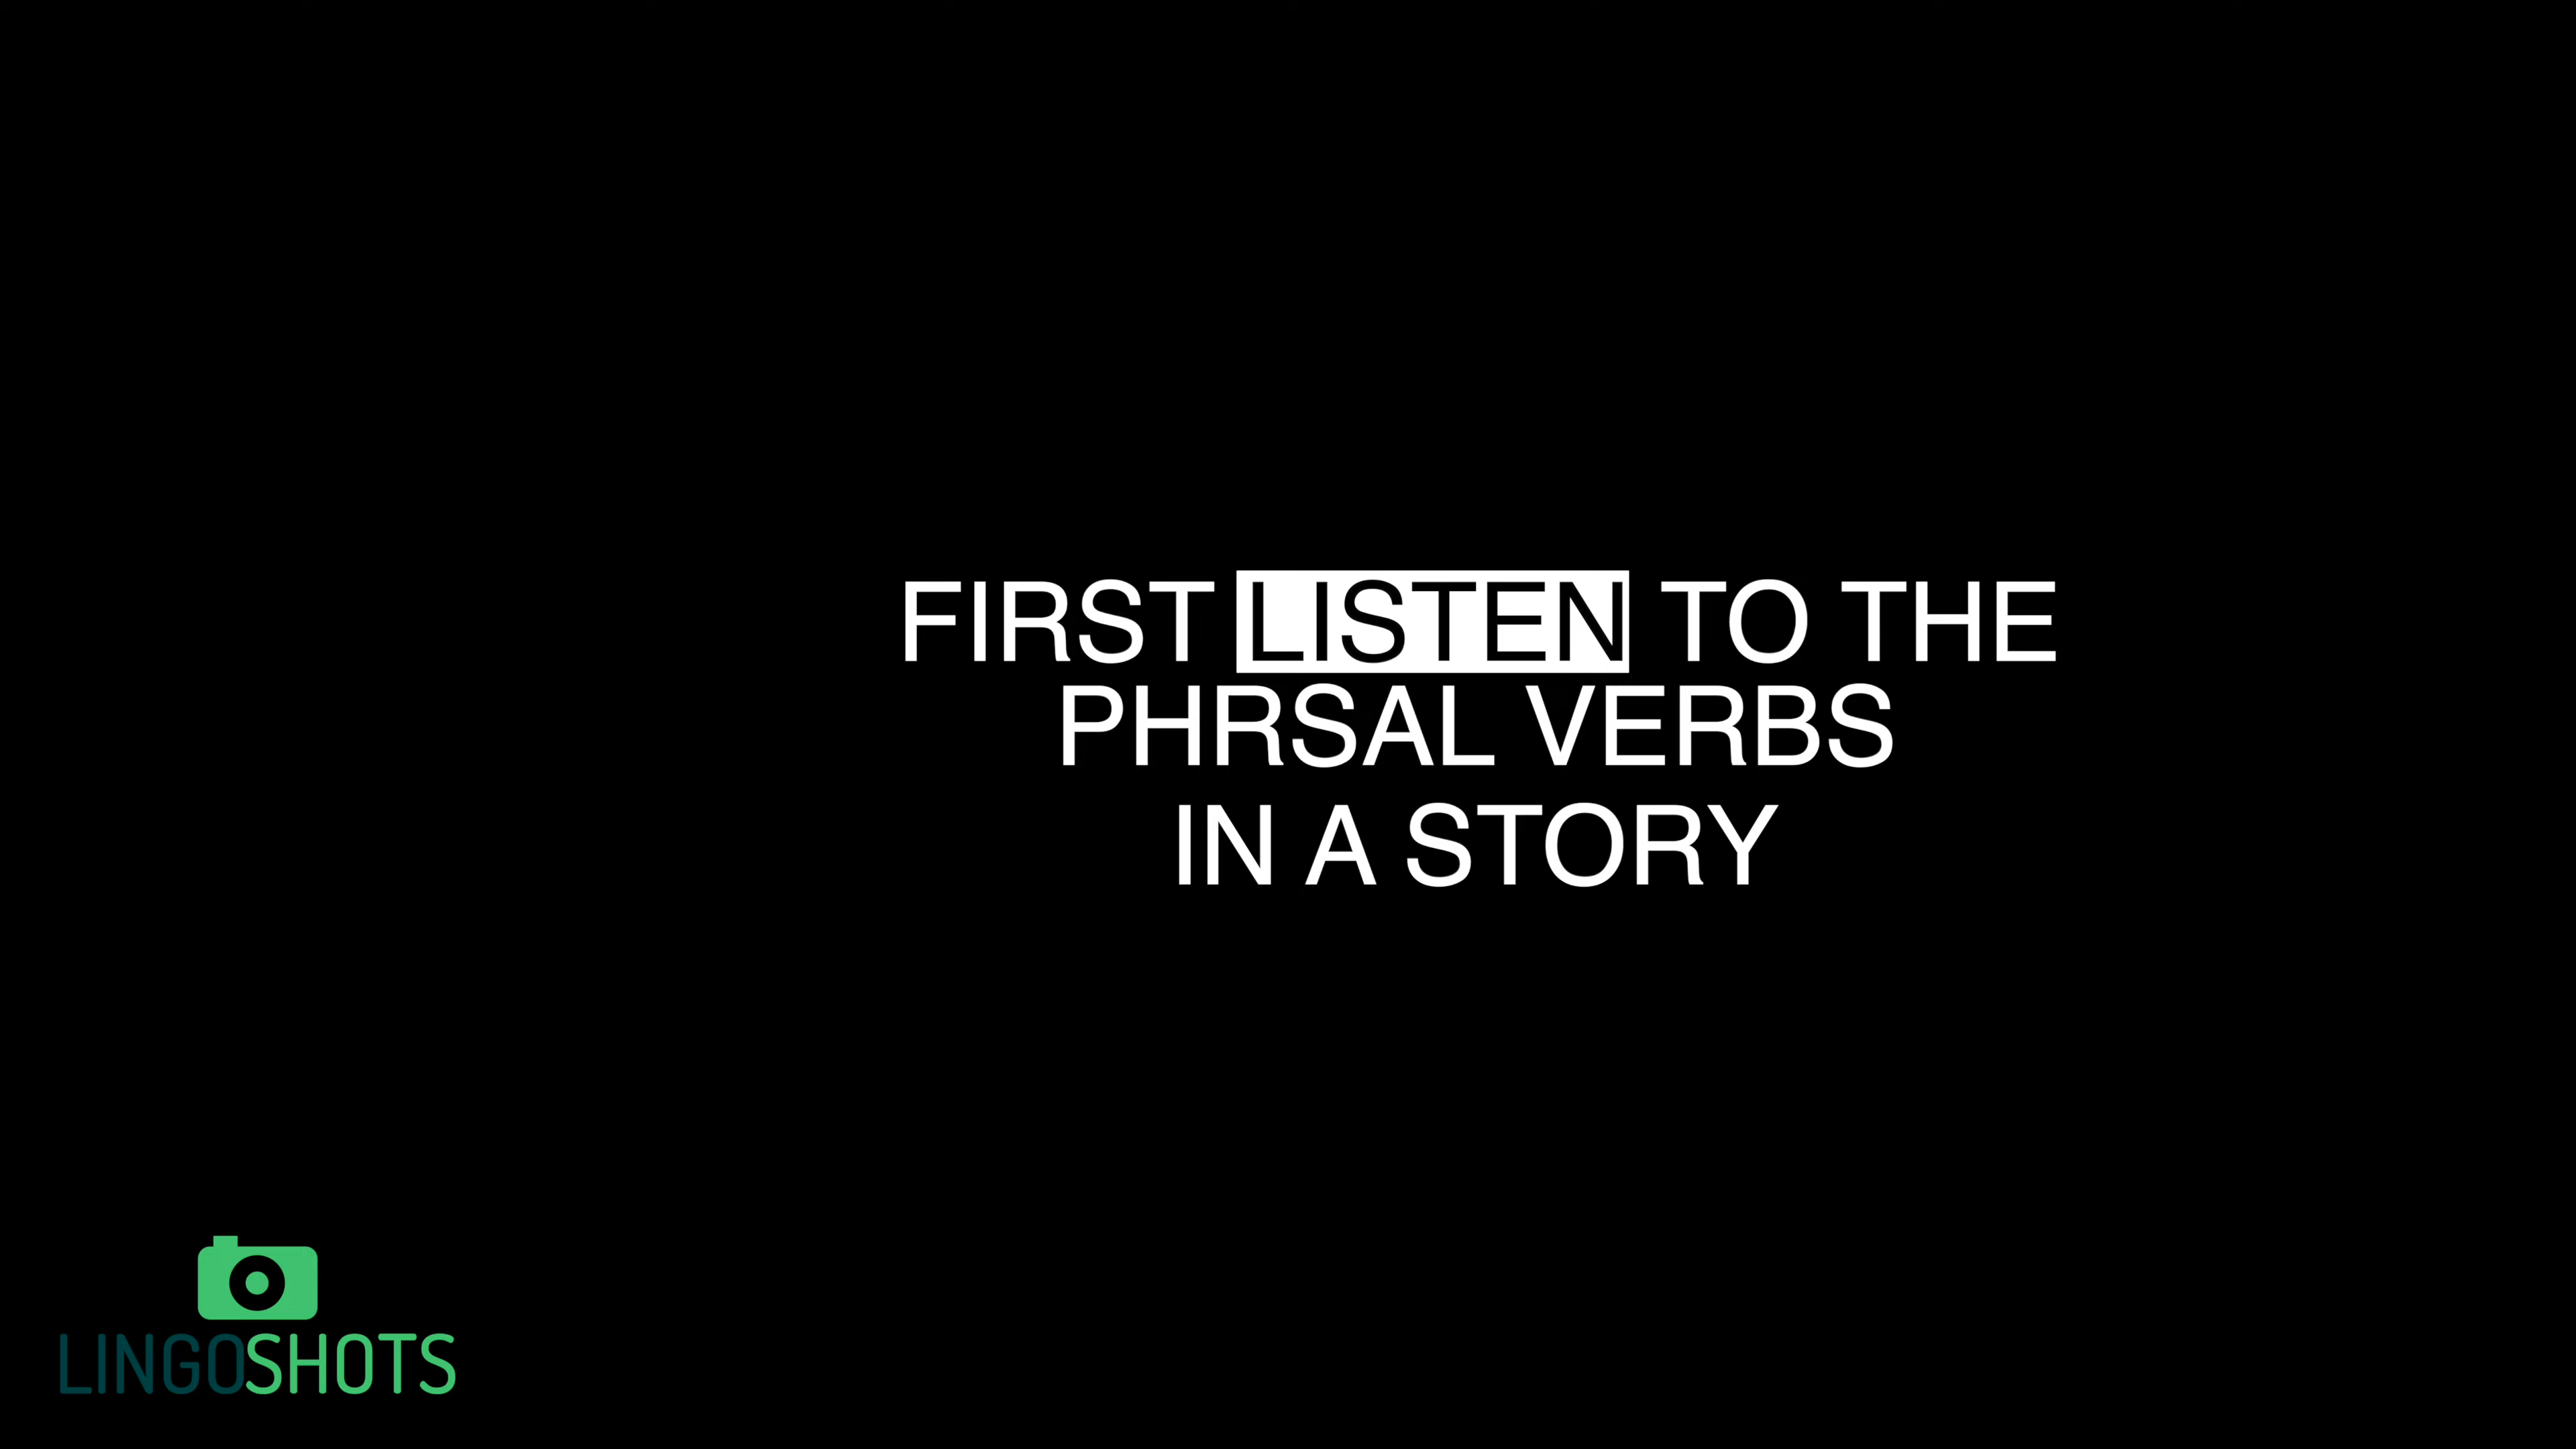 FIRST LISTEN TO THE
PHRSAL VERBS
IN A STORY
LINGOSHOTS